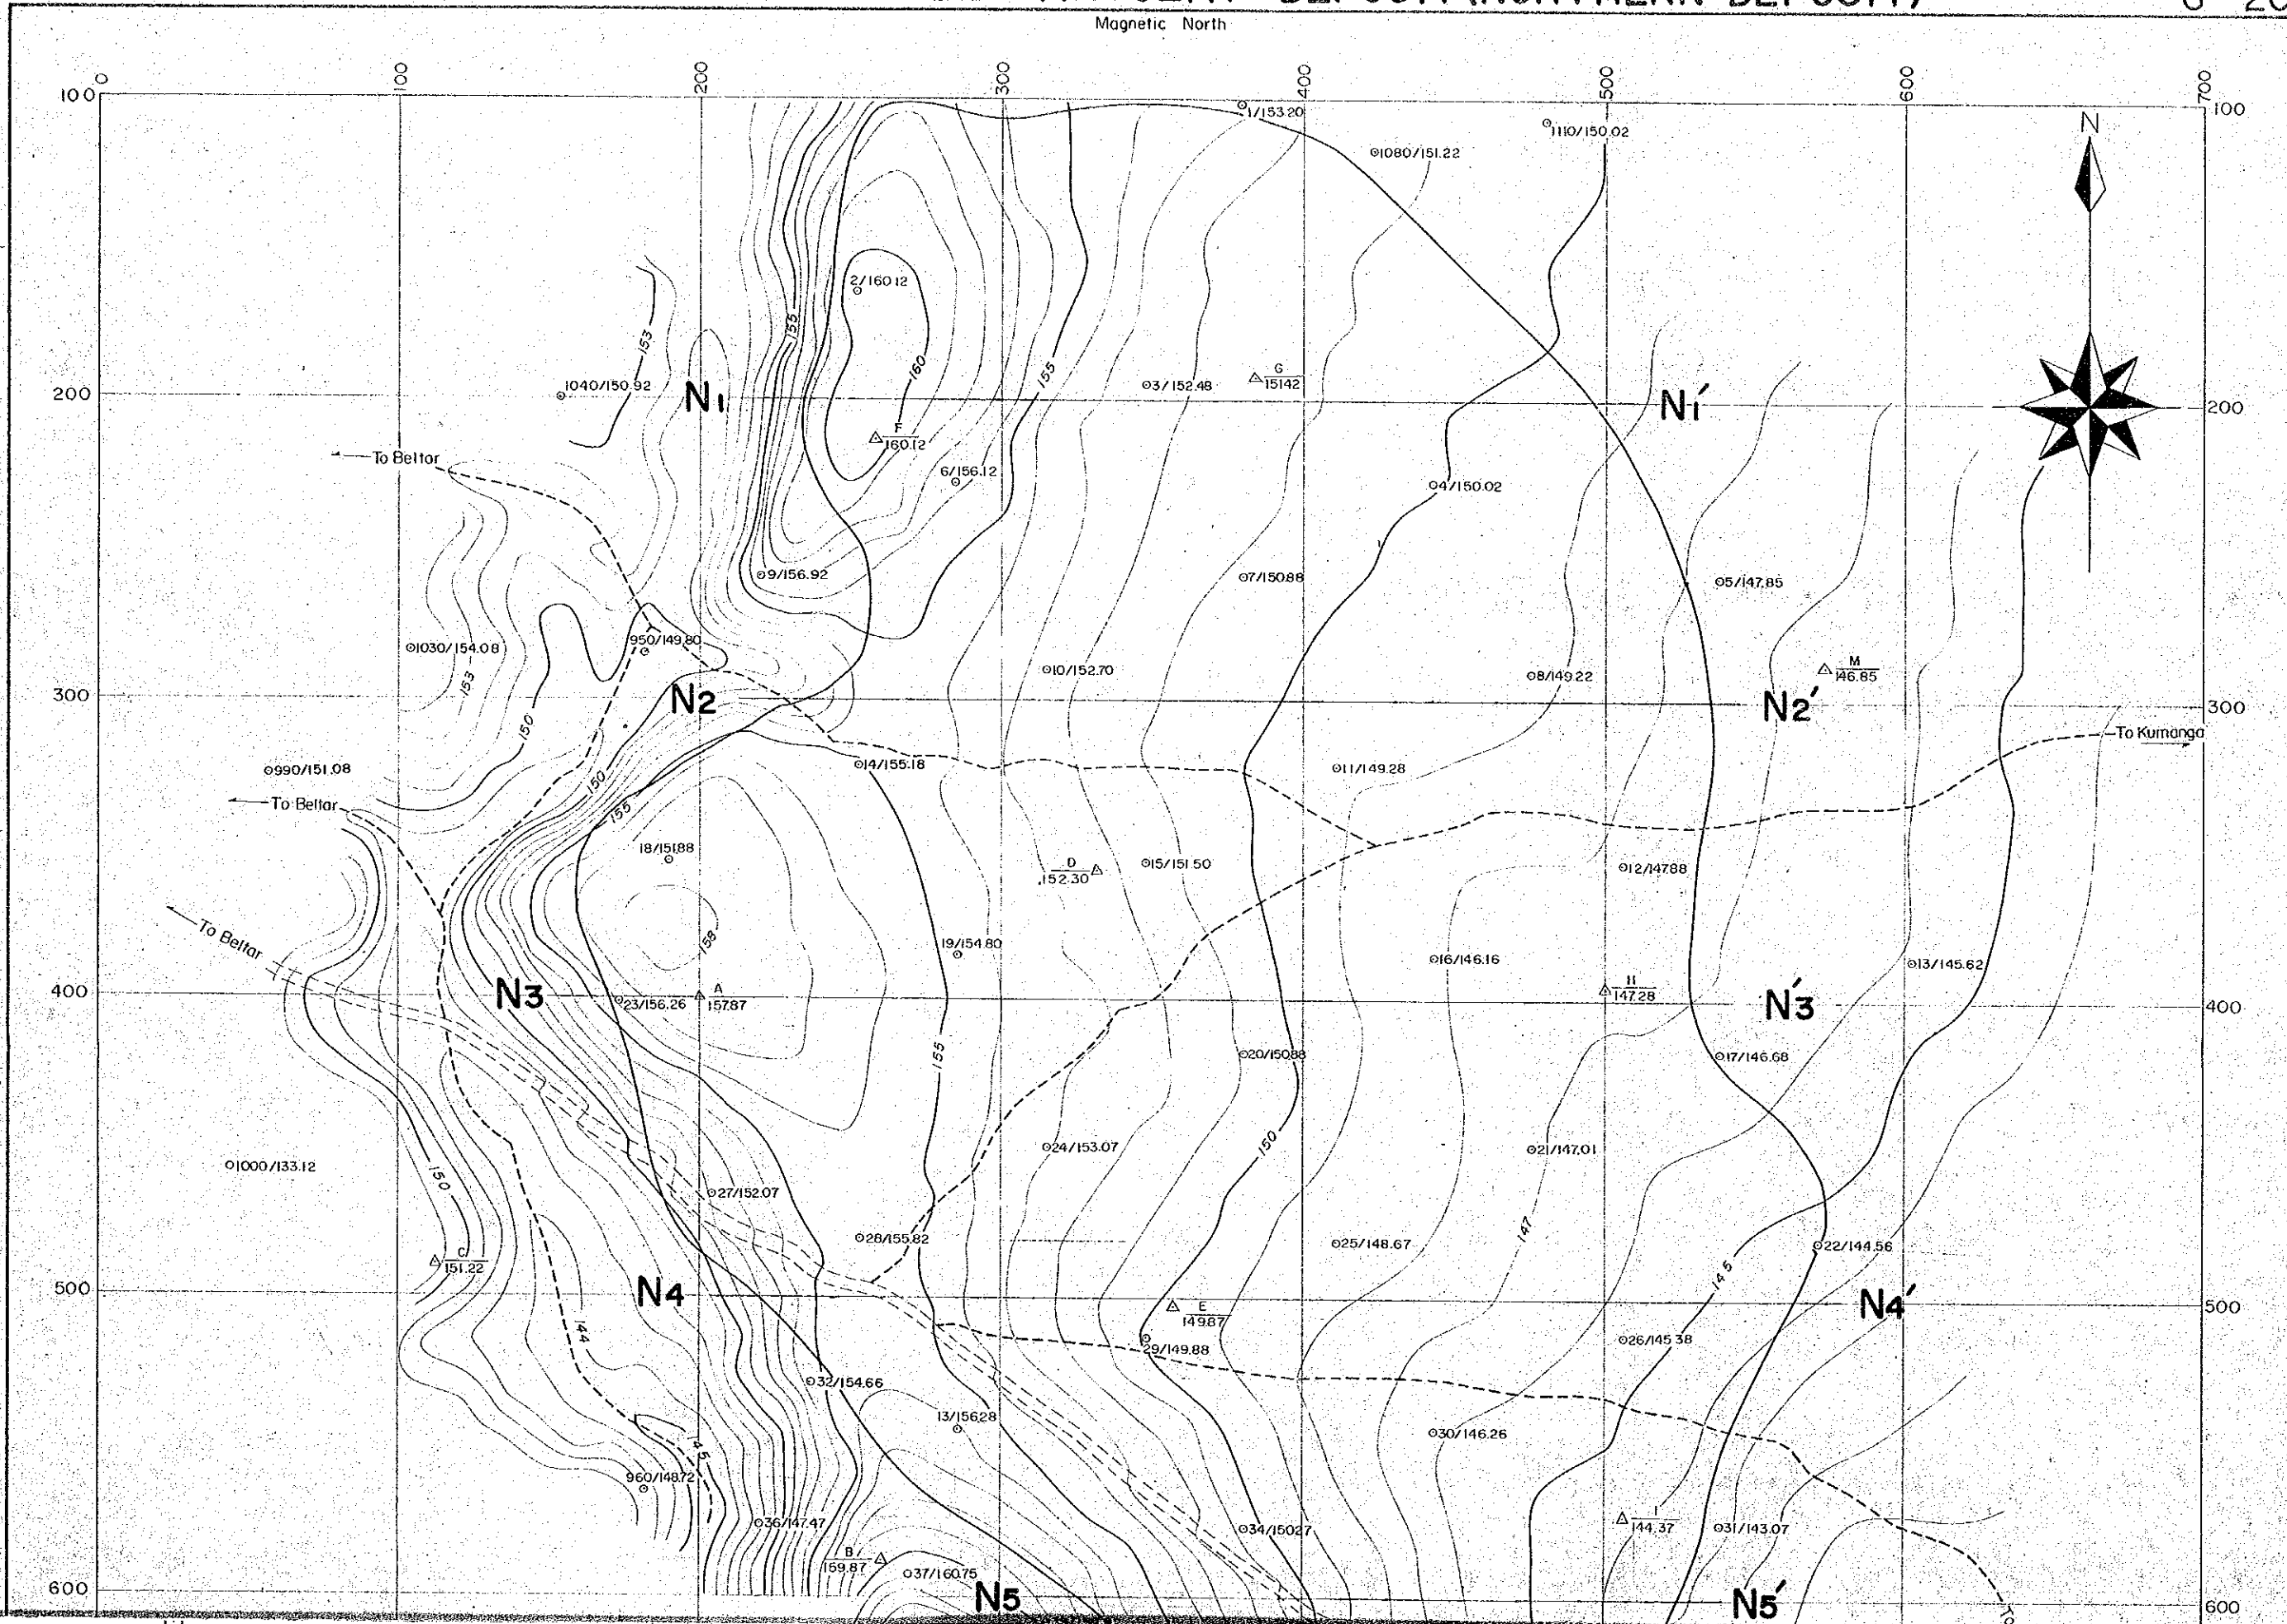 DEPOSIT(NORTHERN DEPOSIT)
Magnetic North
0 100 200 300 400 500 600 700
100 100
1/153.20
1110/150.02
1080/151.22
N
2/160.12
155
153
160
155
G
151.42
3/152.48
1040/150.92
200 N1 N1′ 200
F
160.12
To Beltar
6/156.12
4/150.02
9/156.92
7/150.88
5/147.85
950/149.80
1030/154.08
10/152.70
8/149.22
M
146.85
153
300 N2 N2′ 300
150
To Kumanga
990/151.08
14/155.18
11/149.28
150
To Beltar
155
18/151.88
D
152.30
15/151.50
12/147.88
To Beltar
158
19/154.80
16/146.16
13/145.62
400 N3 N′3 400
23/156.26
A
157.87
H
147.28
155
20/150.88
17/146.68
150
24/153.07
21/147.01
1000/133.12
150
27/152.07
147
28/155.82
25/148.67
22/144.56
C
151.22
145
500 N4 N4′ 500
E
149.87
144
29/149.88
26/145.38
32/154.66
13/156.28
30/146.26
145
960/148.72
36/147.47
34/150.27
I
144.37
31/143.07
B
159.87
37/160.75
600 N5 N5′ 600
To